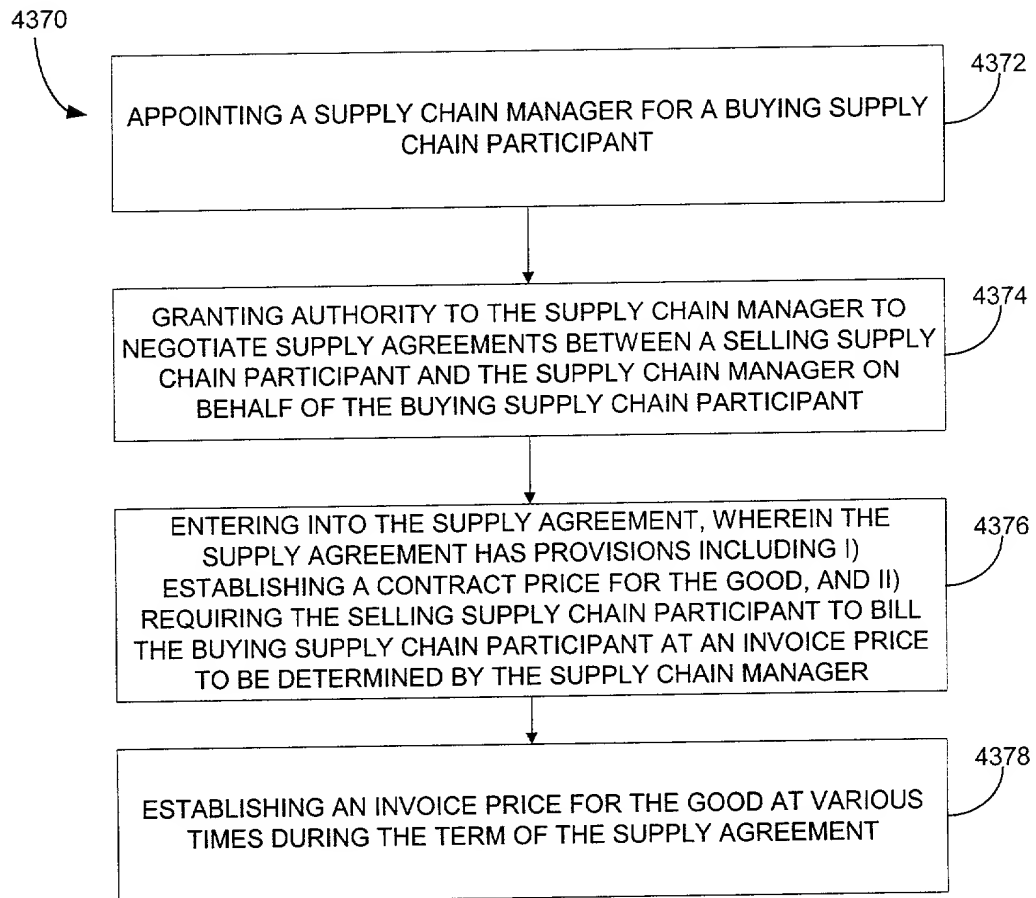 4370
4372
APPOINTING A SUPPLY CHAIN MANAGER FOR A BUYING SUPPLY
CHAIN PARTICIPANT
4374
GRANTING AUTHORITY TO THE SUPPLY CHAIN MANAGER TO
NEGOTIATE SUPPLY AGREEMENTS BETWEEN A SELLING SUPPLY
CHAIN PARTICIPANT AND THE SUPPLY CHAIN MANAGER ON
BEHALF OF THE BUYING SUPPLY CHAIN PARTICIPANT
4376
ENTERING INTO THE SUPPLY AGREEMENT, WHEREIN THE
SUPPLY AGREEMENT HAS PROVISIONS INCLUDING I)
ESTABLISHING A CONTRACT PRICE FOR THE GOOD, AND II)
REQUIRING THE SELLING SUPPLY CHAIN PARTICIPANT TO BILL
THE BUYING SUPPLY CHAIN PARTICIPANT AT AN INVOICE PRICE
TO BE DETERMINED BY THE SUPPLY CHAIN MANAGER
4378
ESTABLISHING AN INVOICE PRICE FOR THE GOOD AT VARIOUS
TIMES DURING THE TERM OF THE SUPPLY AGREEMENT